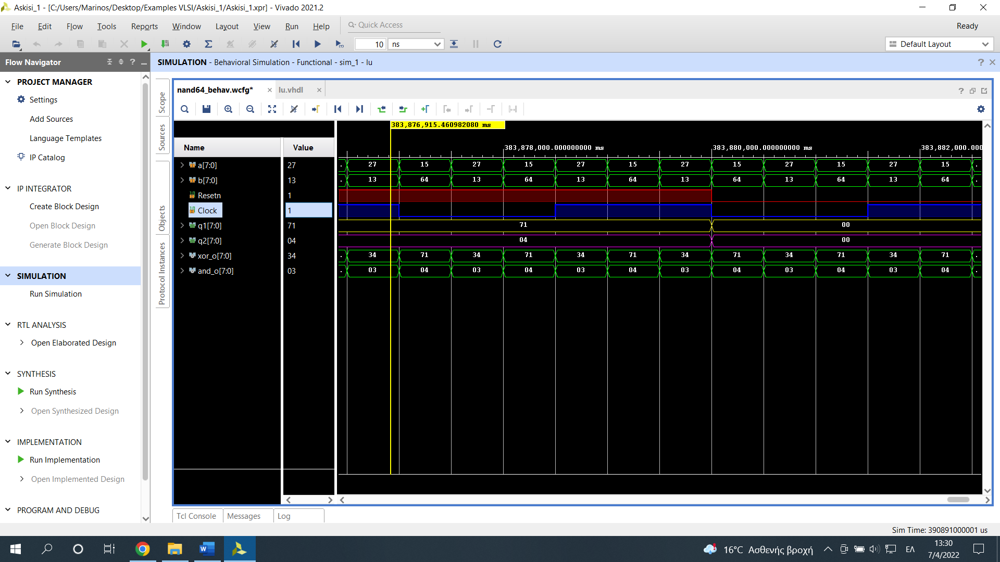 Askisi_1 - [C:/Users/Marinos/Desktop/Examples VLSI/Askisi_1/Askisi_1.xpr] - Vivado 2021.2
File Edit Flow Tools Reports Window Layout View Run Help Quick Access Ready
10 ns Default Layout
Flow Navigator
SIMULATION - Behavioral Simulation - Functional - sim_1 - lu
PROJECT MANAGER
Settings
Add Sources
Language Templates
IP Catalog
IP INTEGRATOR
Create Block Design
Open Block Design
Generate Block Design
SIMULATION
Run Simulation
RTL ANALYSIS
Open Elaborated Design
SYNTHESIS
Run Synthesis
Open Synthesized Design
IMPLEMENTATION
Run Implementation
Open Implemented Design
PROGRAM AND DEBUG
Scope
Sources
Objects
Protocol Instances
nand64_behav.wcfg* lu.vhdl
383,876,915.460982080 ms
Name Value 383,878,000.000000000 ms 383,880,000.000000000 ms 383,882,000.000
a[7:0] 27 27 15 27 15 27 15 27 15 27 15 27 15
b[7:0] 13 13 64 13 64 13 64 13 64 13 64 13 64
Resetn 1
Clock 1
q1[7:0] 71 71 00
q2[7:0] 04 04 00
xor_o[7:0] 34 34 71 34 71 34 71 34 71 34 71 34 71
and_o[7:0] 03 03 04 03 04 03 04 03 04 03 04 03 04
Tcl Console Messages Log
Sim Time: 390891000001 us
16°C Ασθενής βροχή ΕΛ 13:30
7/4/2022